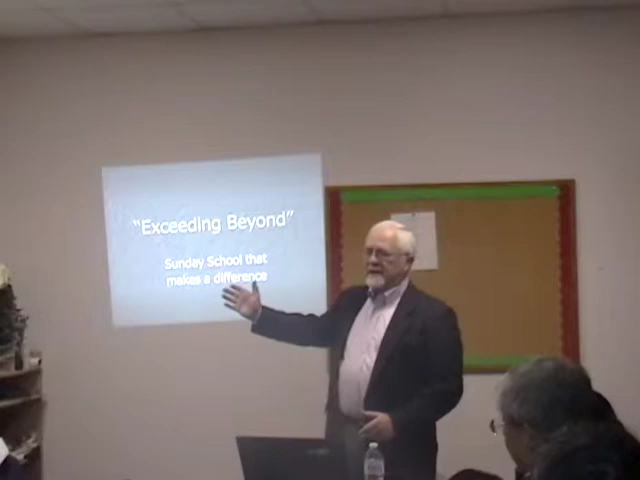 “Exceeding Beyond”
Sunday School that
makes a difference